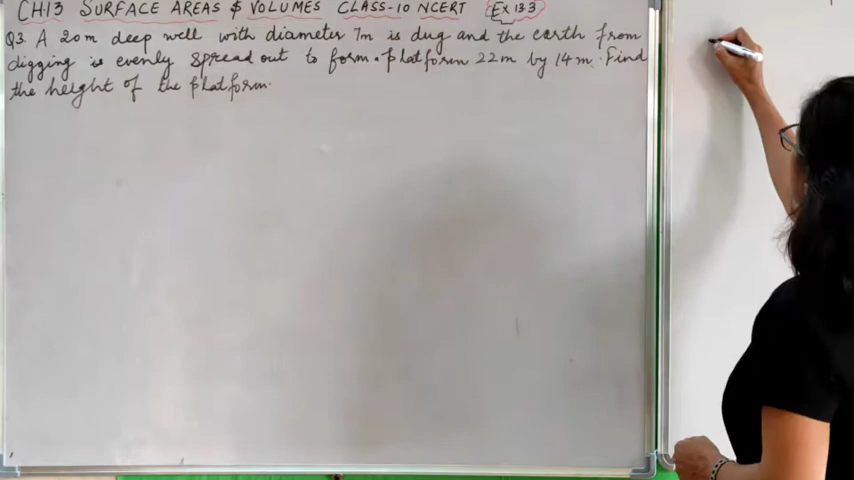 CH13 SURFACE AREAS & VOLUMES CLASS-10 NCERT Ex 13.3
Q3. A 20m deep well with diameter 7m is dug and the earth from
digging is evenly spread out to form a platform 22m by 14m. Find
the height of the platform.